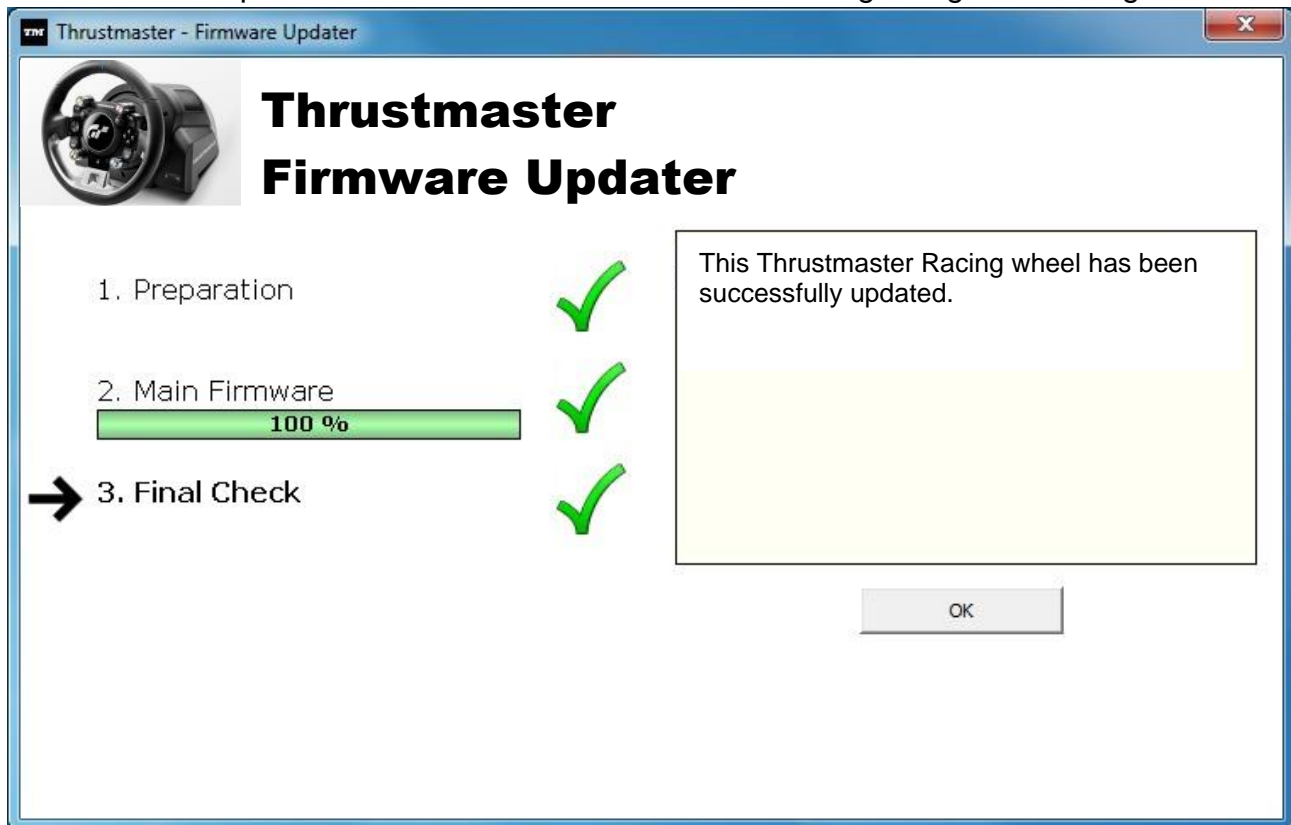 Thrustmaster - Firmware Updater
Thrustmaster
Firmware Updater
1. Preparation
2. Main Firmware
100 %
3. Final Check
This Thrustmaster Racing wheel has been
successfully updated.
OK